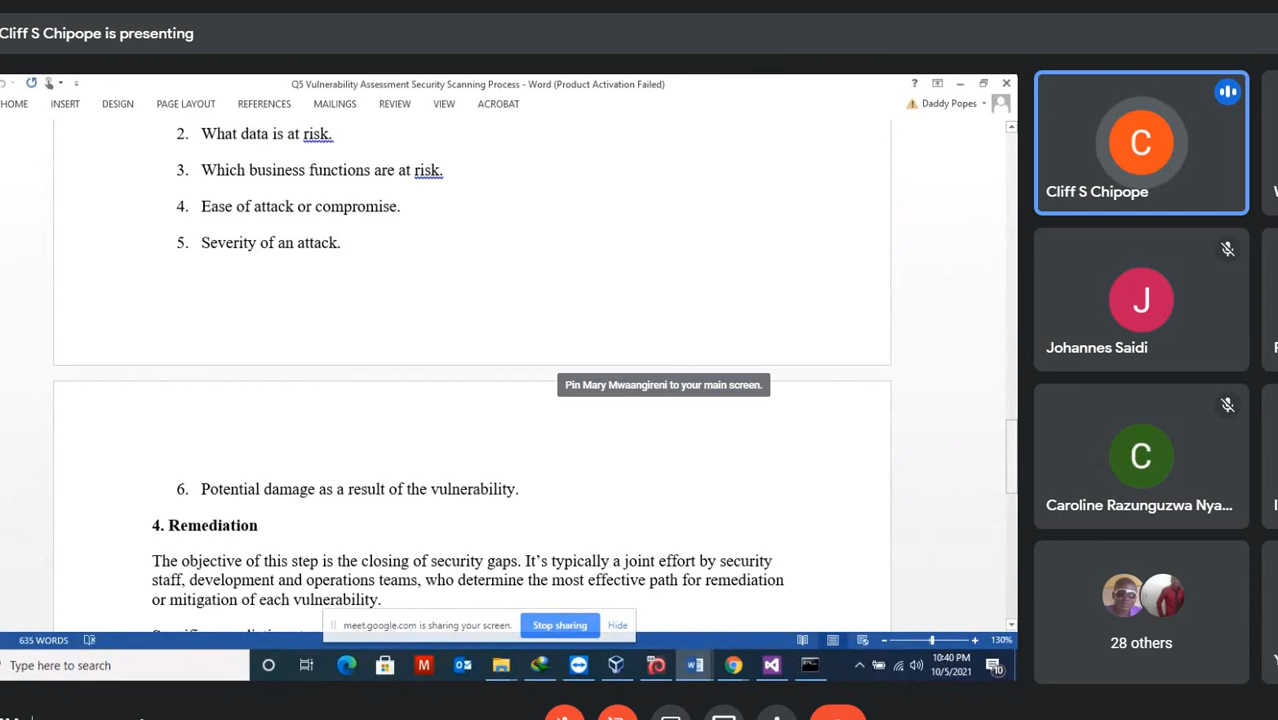 Cliff S Chipope is presenting
Q5 Vulnerability Assessment Security Scanning Process - Word (Product Activation Failed)
HOME INSERT DESIGN PAGE LAYOUT REFERENCES MAILINGS REVIEW VIEW ACROBAT
Daddy Popes
2. What data is at risk.
3. Which business functions are at risk.
4. Ease of attack or compromise.
5. Severity of an attack.
Pin Mary Mwaangireni to your main screen.
6. Potential damage as a result of the vulnerability.
4. Remediation
The objective of this step is the closing of security gaps. It’s typically a joint effort by security
staff, development and operations teams, who determine the most effective path for remediation
or mitigation of each vulnerability.
meet.google.com is sharing your screen. Stop sharing Hide
635 WORDS
130%
Type here to search
10:40 PM
10/5/2021
10
C
Cliff S Chipope
J
Johannes Saidi
C
Caroline Razunguzwa Nya...
28 others